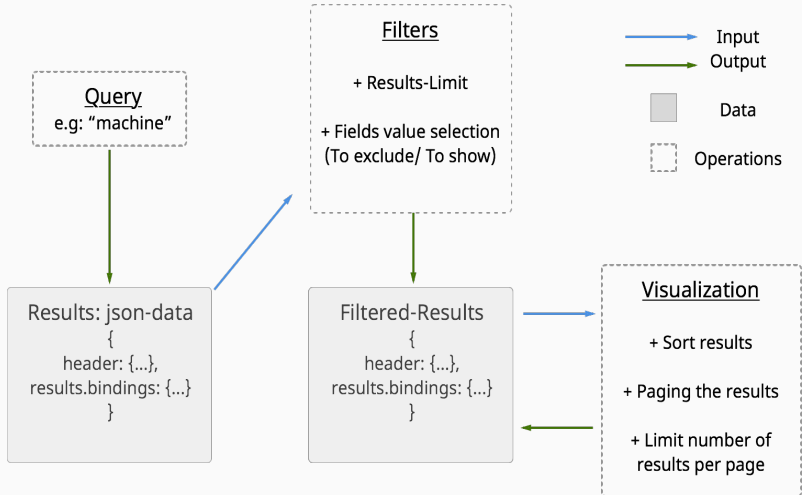 Query
e.g: “machine”
Filters
+ Results-Limit
+ Fields value selection
(To exclude/ To show)
Input
Output
Data
Operations
Results: json-data
{
header: {...},
results.bindings: {...}
}
Filtered-Results
{
header: {...},
results.bindings: {...}
}
Visualization
+ Sort results
+ Paging the results
+ Limit number of
results per page